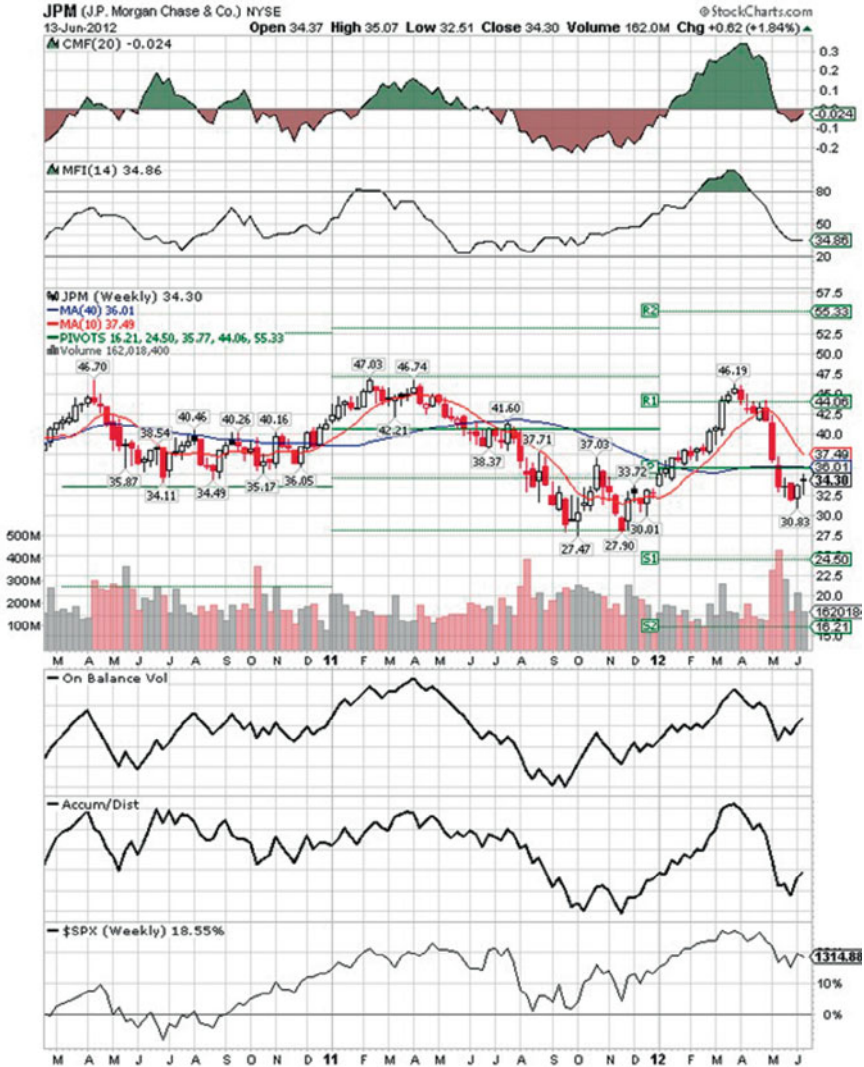 JPM (J.P. Morgan Chase & Co.) NYSE © StockCharts.com
13-Jun-2012 Open 34.37 High 35.07 Low 32.51 Close 34.30 Volume 162.0M Chg +0.62 (+1.84%)
CMF(20) -0.024
0.3
0.2
0.1
-0.024
-0.1
-0.2
MFI(14) 34.86
80
50
34.86
20
JPM (Weekly) 34.30
MA(40) 36.01
MA(10) 37.49
PIVOTS 16.21, 24.50, 35.77, 44.06, 55.33
Volume 162,018,400
57.5
R2 55.33
52.5
50.0
47.5
46.70 47.03 46.74 46.19
45.0
R1 44.06
42.5
38.54 40.46 40.26 40.16 42.21 41.60
40.0
38.37 37.71 37.03
37.49
36.01
35.87 34.11 34.49 35.17 36.05 33.72
34.30
32.5
30.01 30.83
30.0
27.47 27.90
27.5
500M
S1 24.50
400M
22.5
300M
20.0
200M
1620184
100M
S2 16.21
15.0
M A M J J A S O N D 11 F M A M J J A S O N D 12 F M A M J
On Balance Vol
Accum/Dist
$SPX (Weekly) 18.55%
1314.88
10%
0%
M A M J J A S O N D 11 F M A M J J A S O N D 12 F M A M J